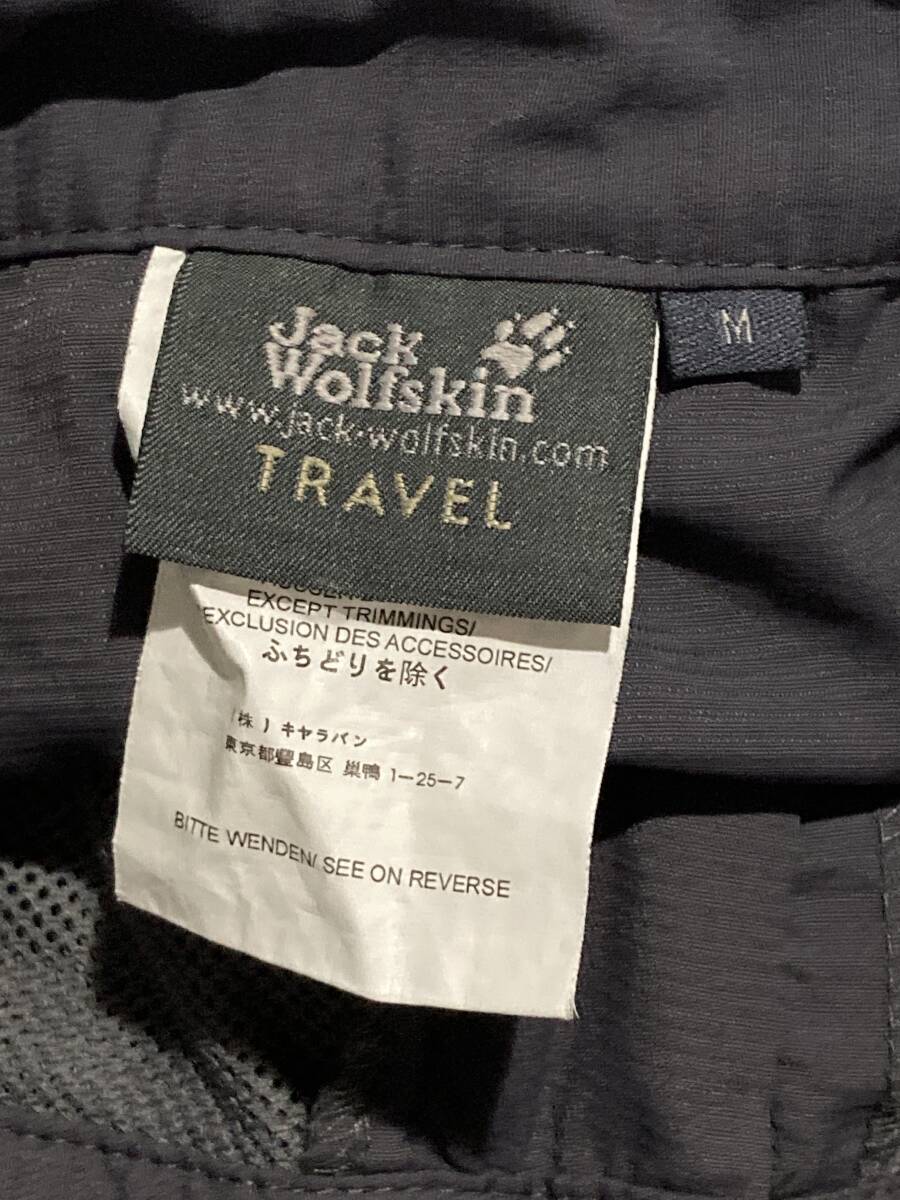 Jack
Wolfskin
www.jack-wolfskin.com
TRAVEL
M
EXCEPT TRIMMINGS/
EXCLUSION DES ACCESSOIRES/
ふちどりを除く
(株) キヤラバン
東京都豊島区 巣鴨 1-25-7
BITTE WENDEN/ SEE ON REVERSE